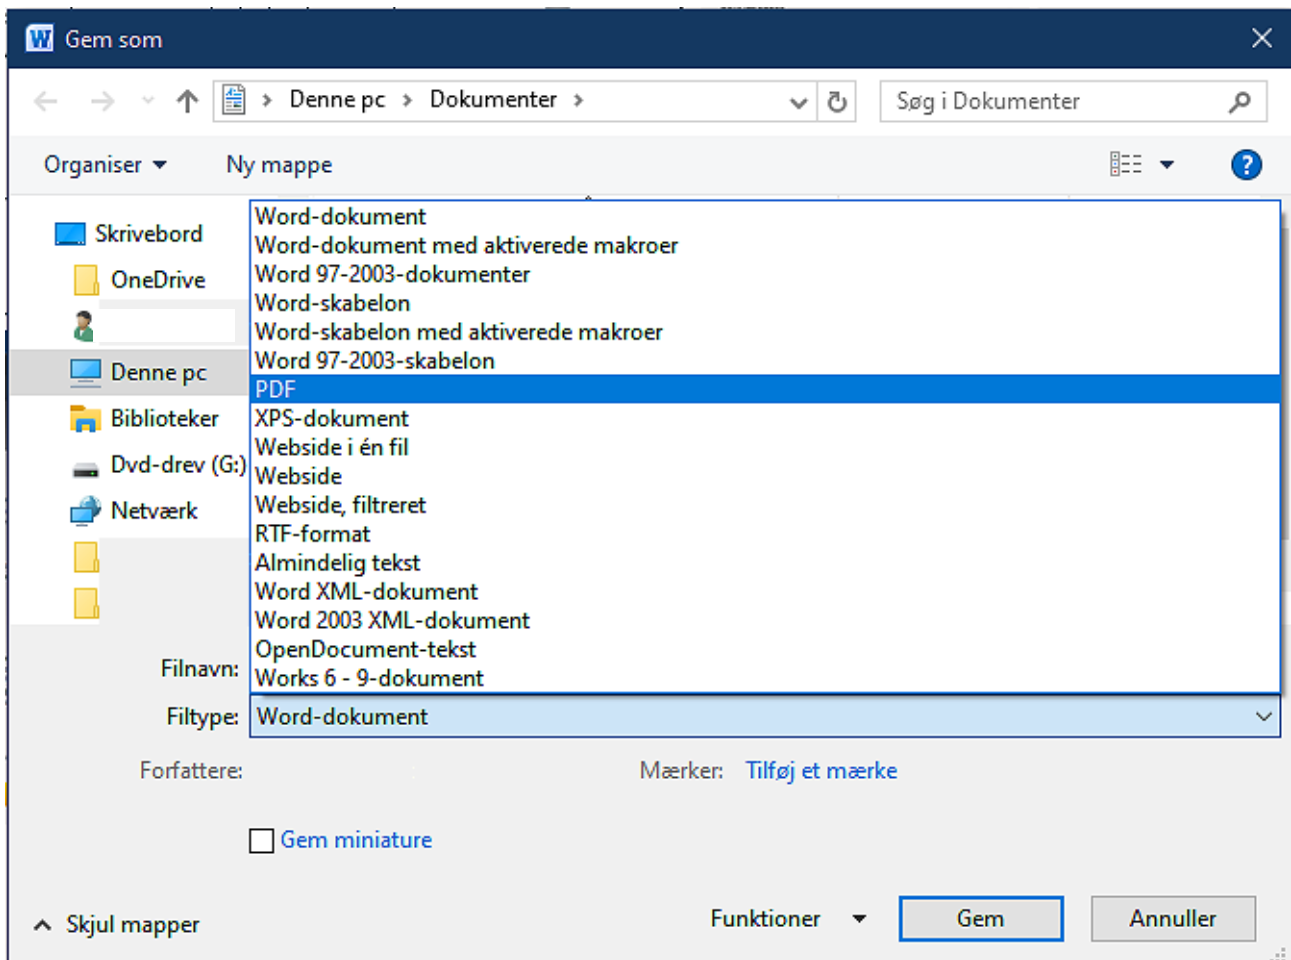 Gem som
Denne pc > Dokumenter >
Søg i Dokumenter
Organiser
Ny mappe
Skrivebord
OneDrive
Denne pc
Biblioteker
Dvd-drev (G:)
Netværk
Word-dokument
Word-dokument med aktiverede makroer
Word 97-2003-dokumenter
Word-skabelon
Word-skabelon med aktiverede makroer
Word 97-2003-skabelon
PDF
XPS-dokument
Webside i én fil
Webside
Webside, filtreret
RTF-format
Almindelig tekst
Word XML-dokument
Word 2003 XML-dokument
OpenDocument-tekst
Works 6 - 9-dokument
Filnavn:
Filtype: Word-dokument
Forfattere:
Mærker: Tilføj et mærke
Gem miniature
Skjul mapper
Funktioner
Gem
Annuller